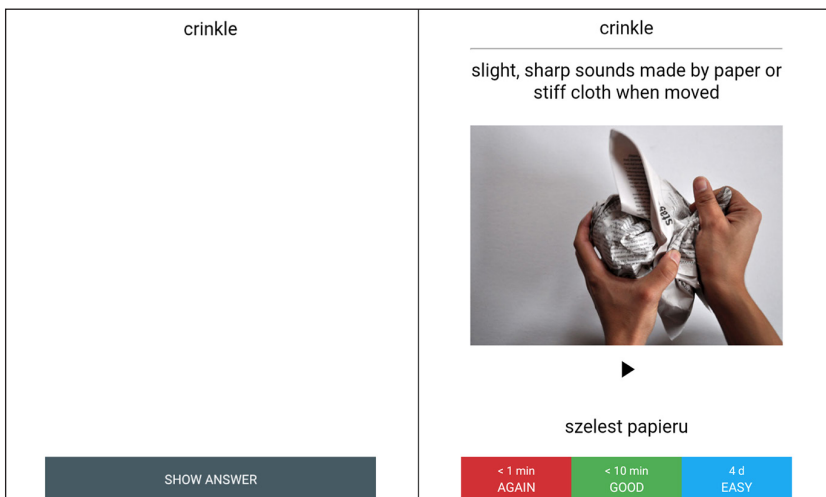 crinkle
SHOW ANSWER
crinkle
slight, sharp sounds made by paper or
stiff cloth when moved
szelest papieru
< 1 min
AGAIN
< 10 min
GOOD
4 d
EASY